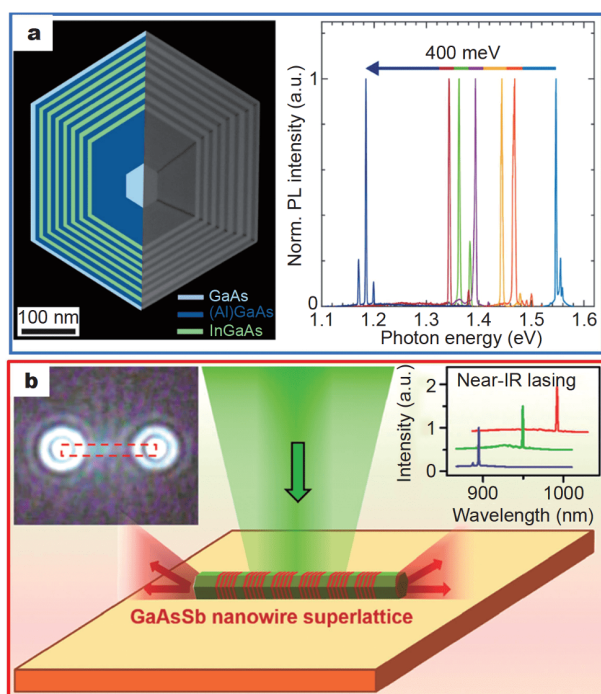 a
GaAs
(Al)GaAs
InGaAs
100 nm
400 meV
Norm. PL intensity (a.u.)
1
0
1.1 1.2 1.3 1.4 1.5 1.6
Photon energy (eV)
b
Near-IR lasing
Intensity (a.u.)
2
1
0
900 1000
Wavelength (nm)
GaAsSb nanowire superlattice